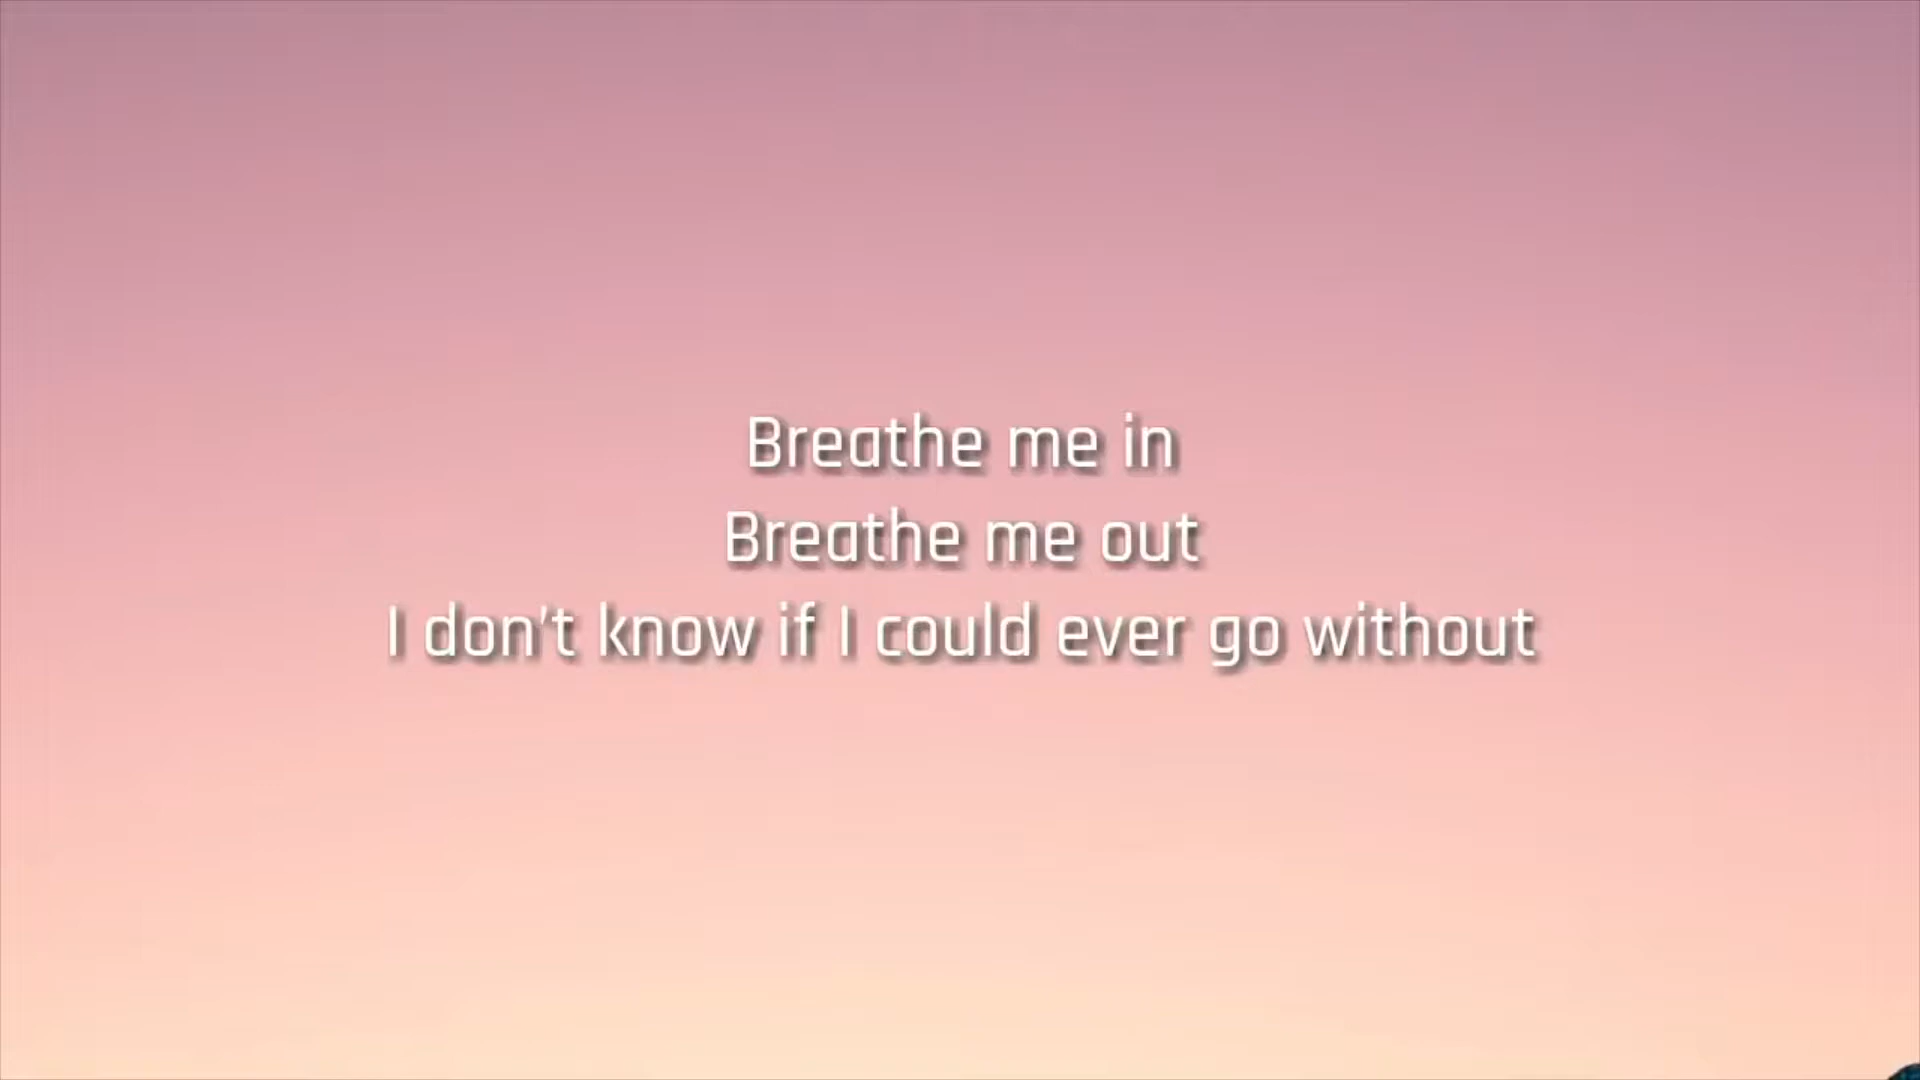 Breathe me in
Breathe me out
I don't know if I could ever go without